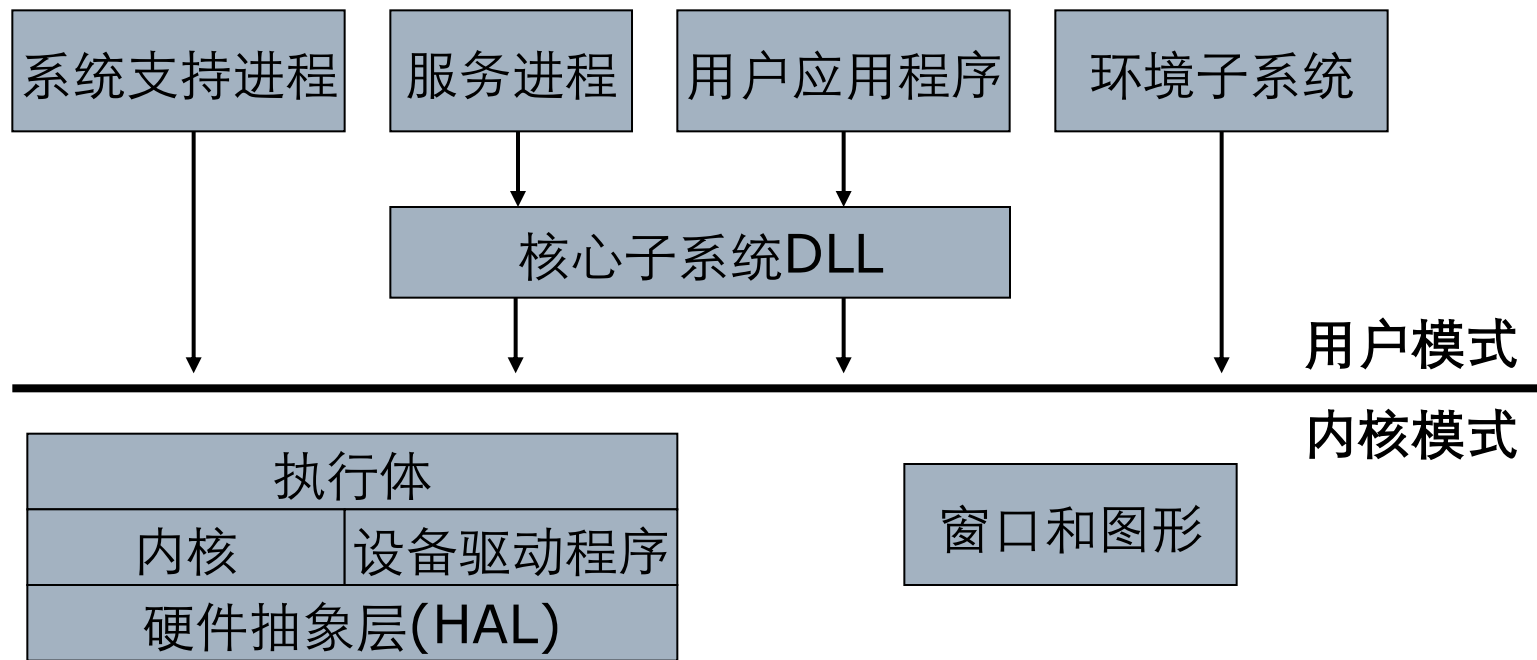 系统支持进程
服务进程
用户应用程序
环境子系统
核心子系统DLL
用户模式
内核模式
执行体
内核
设备驱动程序
硬件抽象层(HAL)
窗口和图形